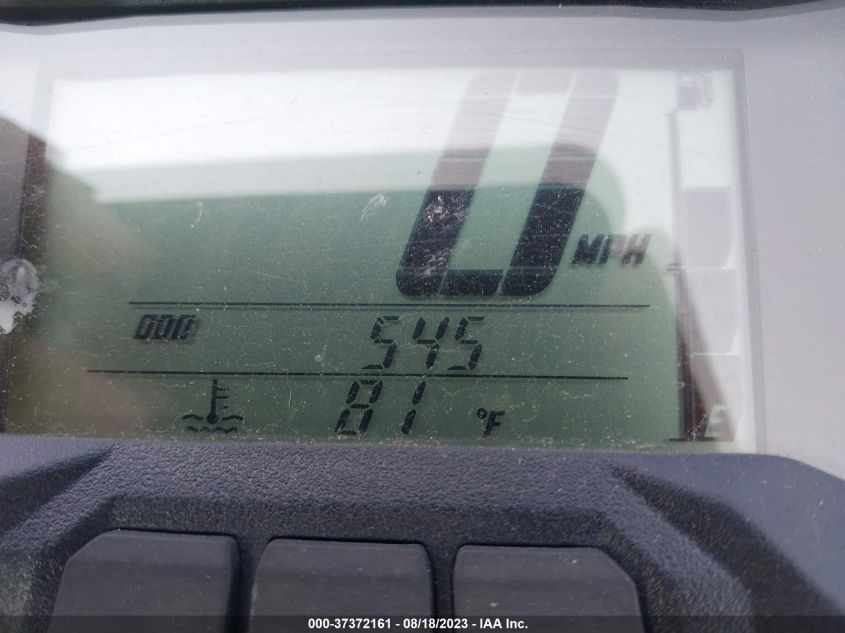 0 MPH
ODO 545
81 °F
E
000-37372161 - 08/18/2023 - IAA Inc.